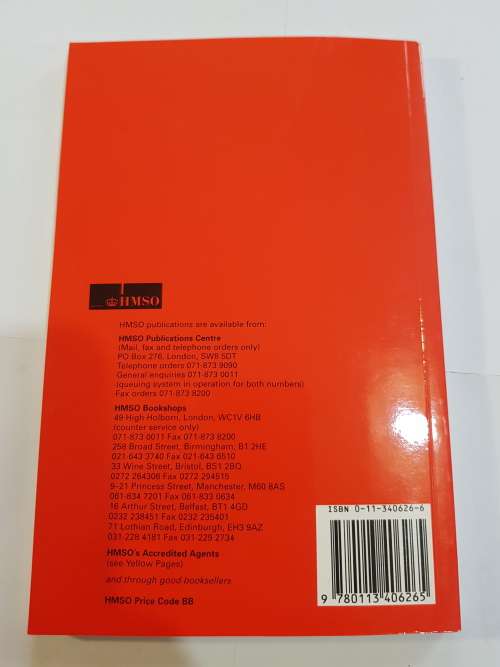 HMSO
HMSO publications are available from:
HMSO Publications Centre
(Mail, fax and telephone orders only)
PO Box 276, London, SW8 5DT
Telephone orders 071-873 9090
General enquiries 071-873 0011
(queuing system in operation for both numbers)
Fax orders 071-873 8200
HMSO Bookshops
49 High Holborn, London, WC1V 6HB
(counter service only)
071-873 0011 Fax 071-873 8200
258 Broad Street, Birmingham, B1 2HE
021-643 3740 Fax 021-643 6510
33 Wine Street, Bristol, BS1 2BQ
0272 264306 Fax 0272 294515
9–21 Princess Street, Manchester, M60 8AS
061-834 7201 Fax 061-833 0634
16 Arthur Street, Belfast, BT1 4GD
0232 238451 Fax 0232 235401
71 Lothian Road, Edinburgh, EH3 9AZ
031-228 4181 Fax 031-229 2734
HMSO's Accredited Agents
(see Yellow Pages)
and through good booksellers
HMSO Price Code BB
ISBN 0-11-340626-6
9 780113 406265